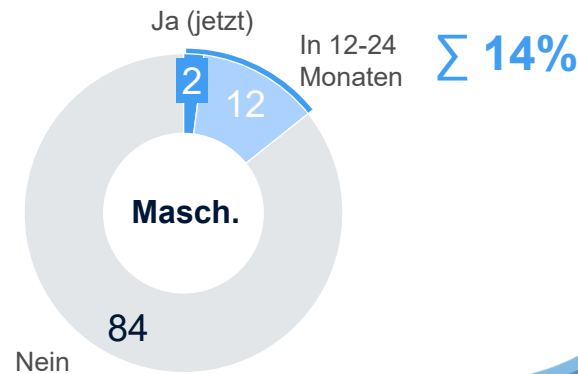 Ja (jetzt)
In 12-24
Monaten
∑ 14%
2
12
Masch.
84
Nein